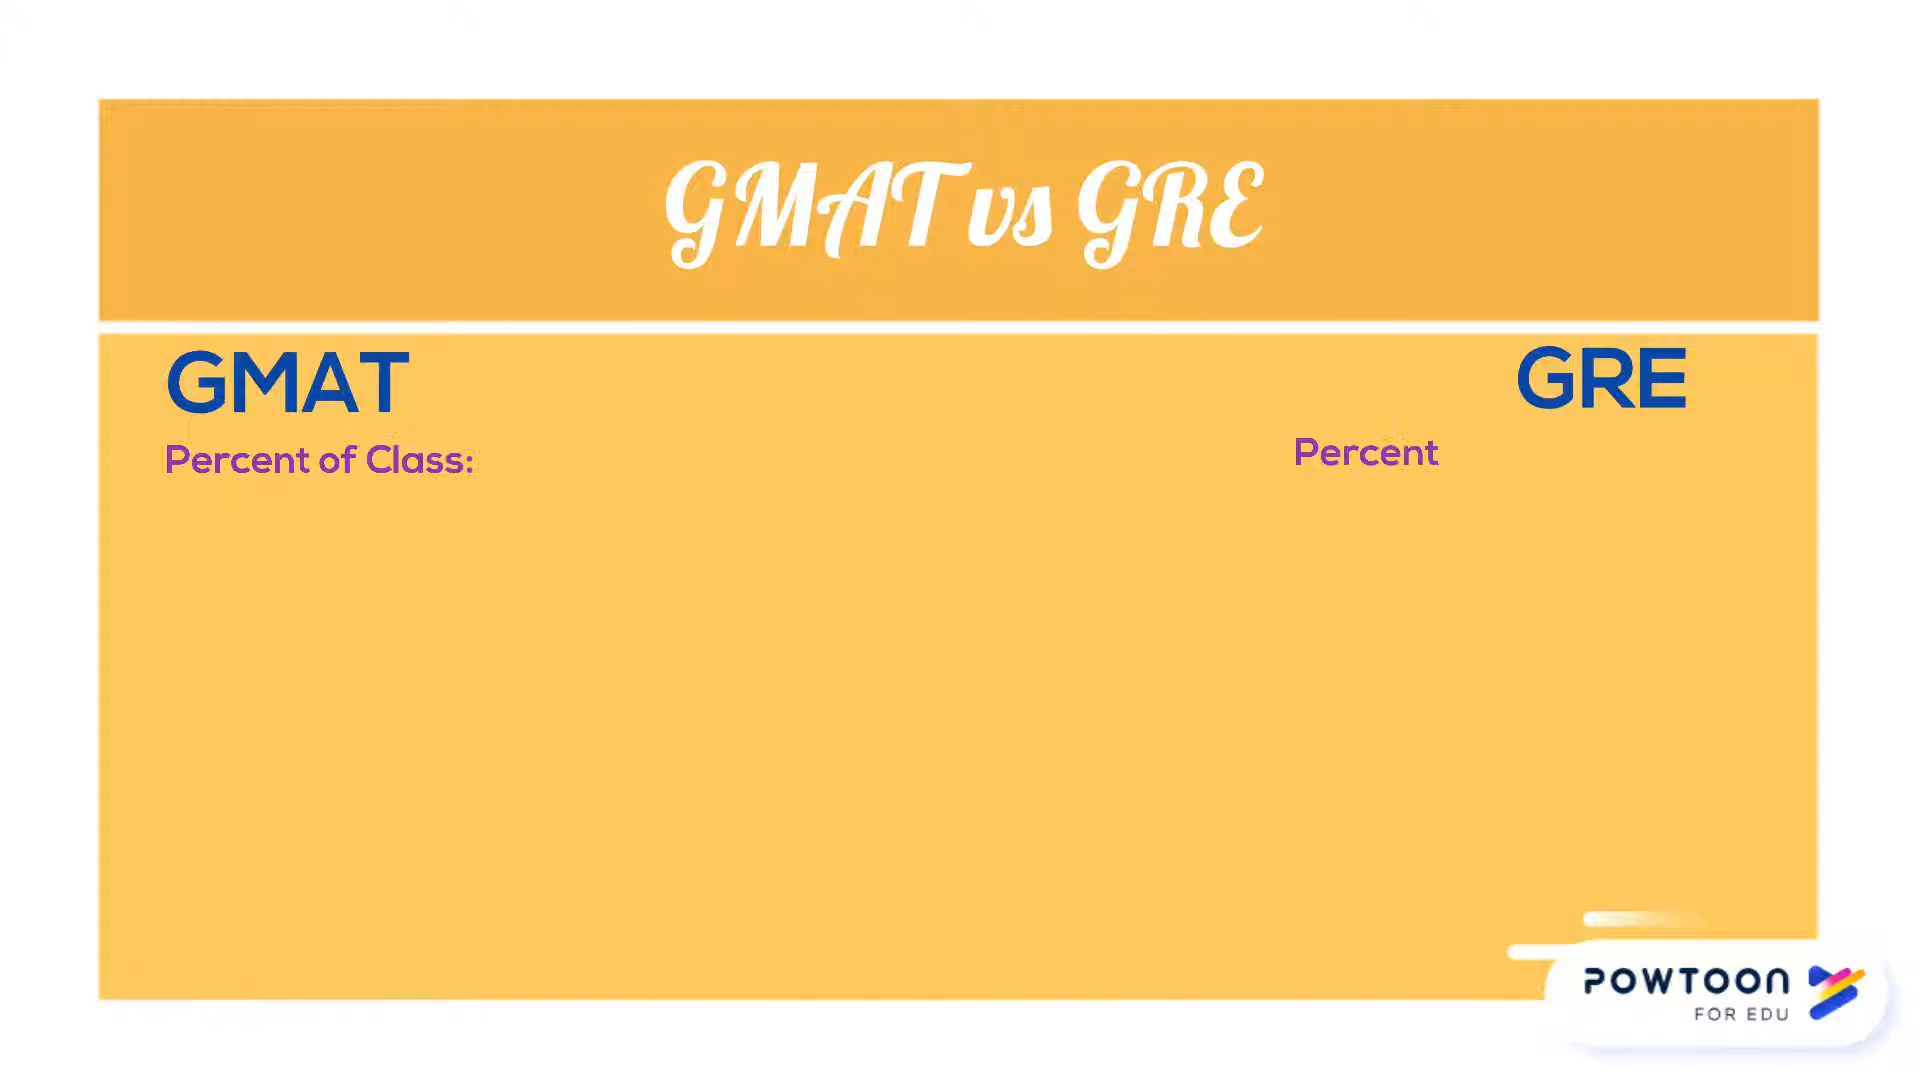 GMAT vs GRE
GMAT
GRE
Percent of Class:
Percent
POWTOON
FOR EDU